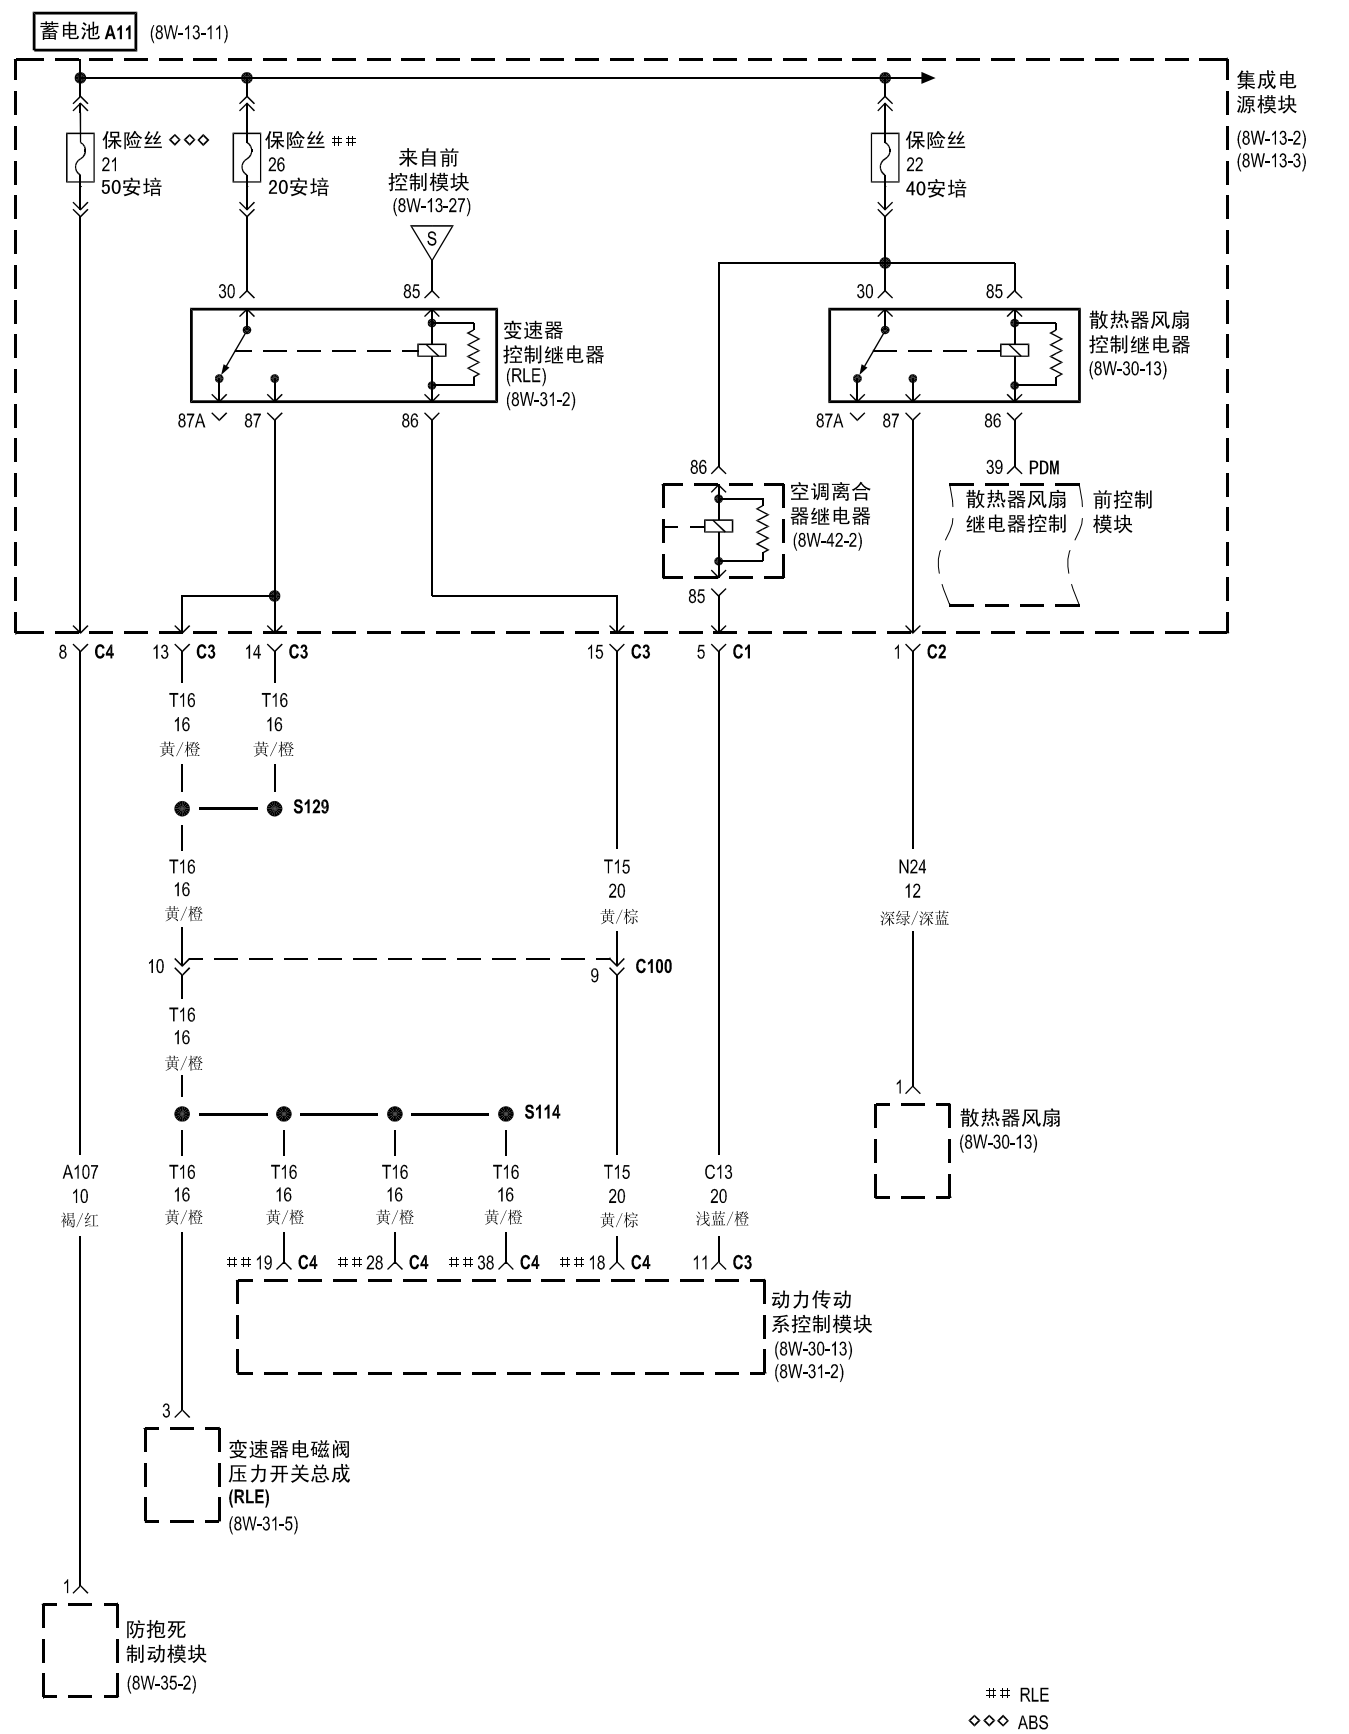 蓄电池 A11 (8W-13-11)
集成电
源模块
(8W-13-2)
(8W-13-3)
保险丝 ◇◇◇
21
50安培
保险丝 ##
26
20安培
来自前
控制模块
(8W-13-27)
S
保险丝
22
40安培
30
85
变速器
控制继电器
(RLE)
(8W-31-2)
87A
87
86
30
85
散热器风扇
控制继电器
(8W-30-13)
87A
87
86
39 PDM
散热器风扇
继电器控制
前控制
模块
86
空调离合
器继电器
(8W-42-2)
85
8 C4
13 C3
14 C3
15 C3
5 C1
1 C2
T16
16
黄/橙
T16
16
黄/橙
S129
T16
16
黄/橙
T15
20
黄/棕
N24
12
深绿/深蓝
10
9
C100
T16
16
黄/橙
S114
1
散热器风扇
(8W-30-13)
A107
10
褐/红
T16
16
黄/橙
T16
16
黄/橙
T16
16
黄/橙
T16
16
黄/橙
T15
20
黄/棕
C13
20
浅蓝/橙
##19 C4
##28 C4
##38 C4
##18 C4
11 C3
动力传动
系控制模块
(8W-30-13)
(8W-31-2)
3
变速器电磁阀
压力开关总成
(RLE)
(8W-31-5)
1
防抱死
制动模块
(8W-35-2)
## RLE
◇◇◇ ABS